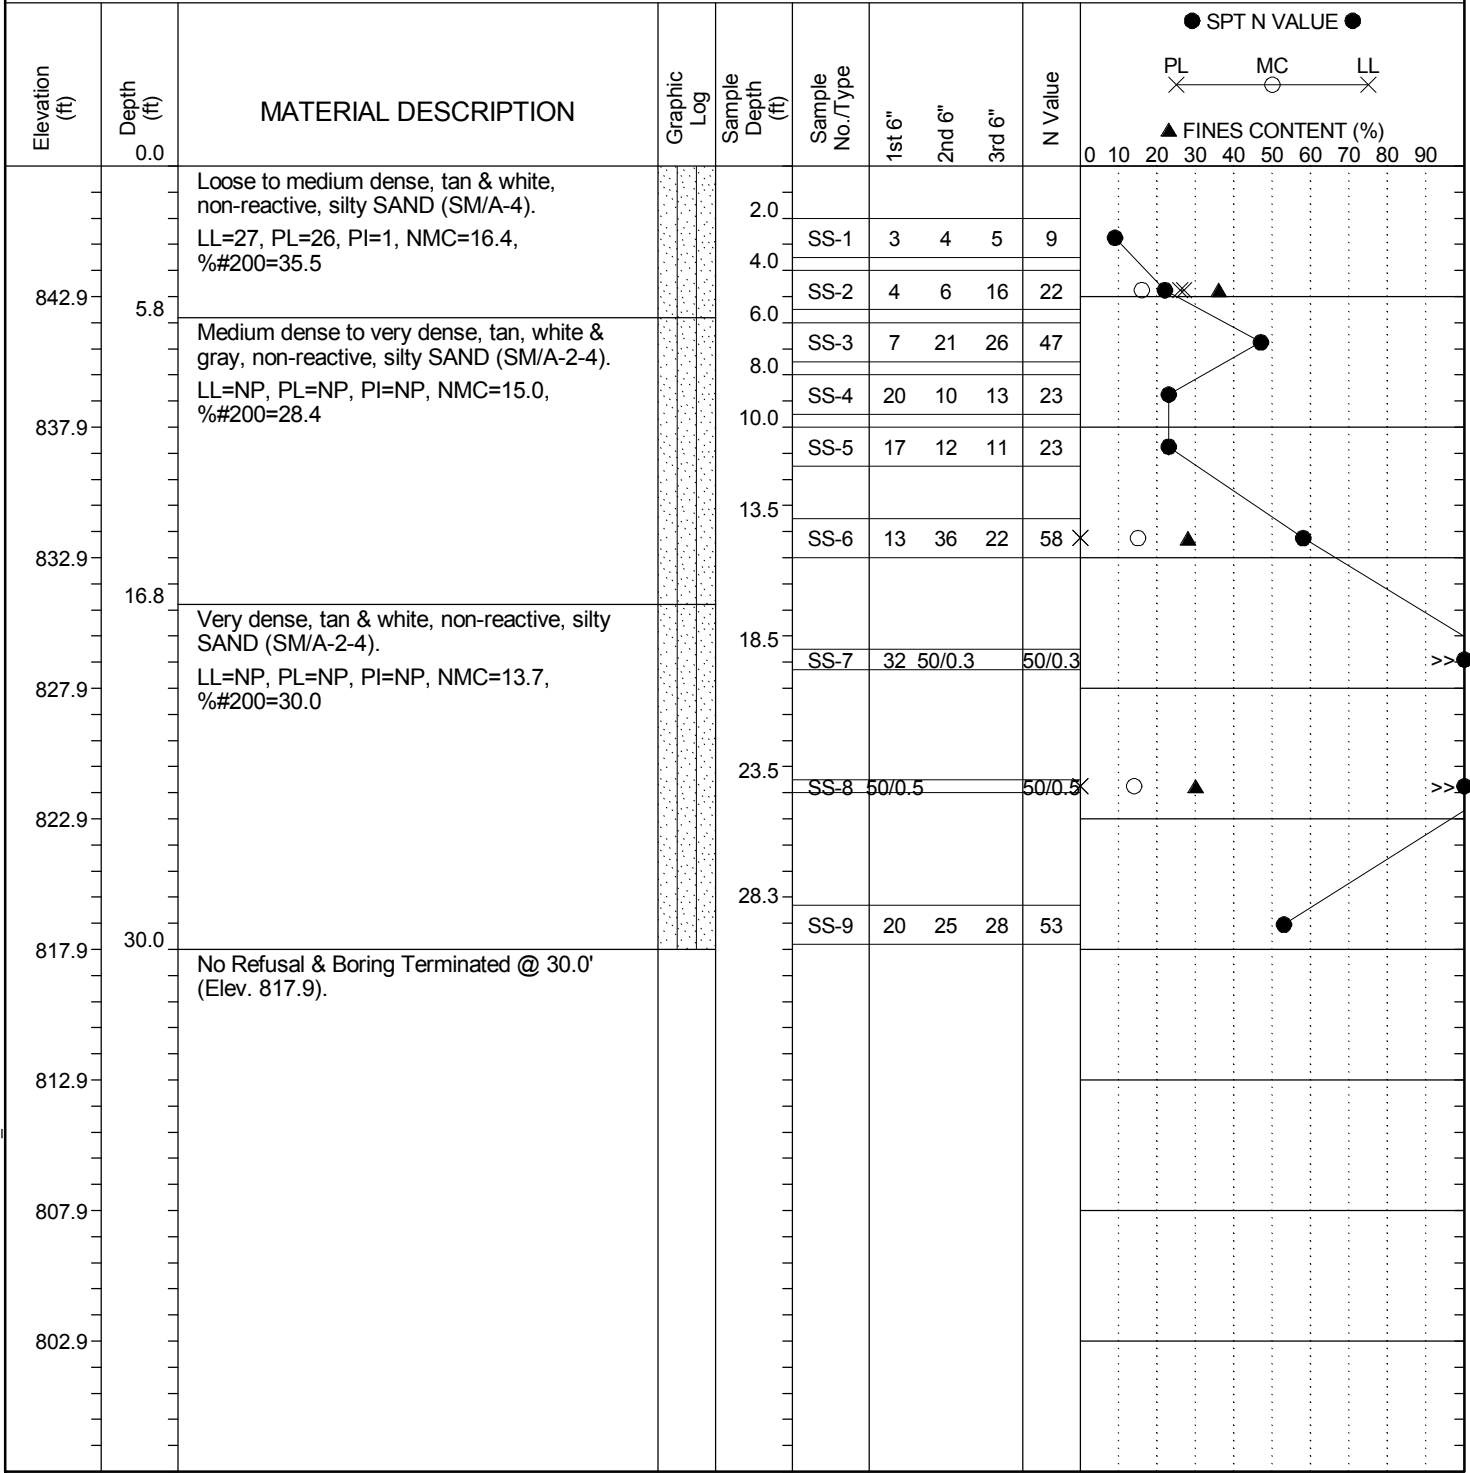 ● SPT N VALUE ●
PL MC LL
▲ FINES CONTENT (%)
0 10 20 30 40 50 60 70 80 90
Elevation
(ft)
Depth
(ft)
0.0
MATERIAL DESCRIPTION
Graphic
Log
Sample
Depth
(ft)
Sample
No./Type
1st 6"
2nd 6"
3rd 6"
N Value
Loose to medium dense, tan & white,
non-reactive, silty SAND (SM/A-4).
LL=27, PL=26, PI=1, NMC=16.4,
%#200=35.5
2.0
SS-1 3 4 5 9
4.0
842.9
SS-2 4 6 16 22
5.8
6.0
Medium dense to very dense, tan, white &
gray, non-reactive, silty SAND (SM/A-2-4).
LL=NP, PL=NP, PI=NP, NMC=15.0,
%#200=28.4
SS-3 7 21 26 47
8.0
SS-4 20 10 13 23
10.0
837.9
SS-5 17 12 11 23
13.5
SS-6 13 36 22 58
832.9
16.8
Very dense, tan & white, non-reactive, silty
SAND (SM/A-2-4).
LL=NP, PL=NP, PI=NP, NMC=13.7,
%#200=30.0
18.5
SS-7 32 50/0.3 50/0.3 >>
827.9
23.5
SS-8 50/0.5 50/0.5 >>
822.9
28.3
SS-9 20 25 28 53
30.0
817.9
No Refusal & Boring Terminated @ 30.0'
(Elev. 817.9).
812.9
807.9
802.9